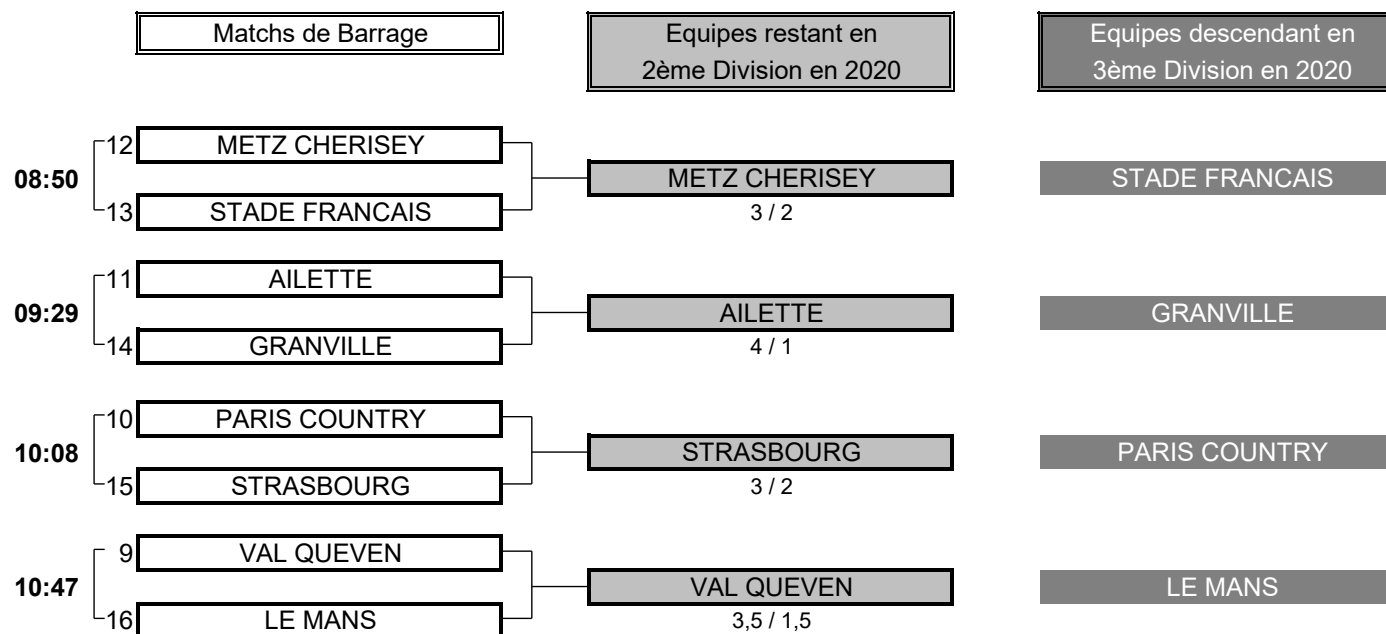 Matchs de Barrage
Equipes restant en
2ème Division en 2020
Equipes descendant en
3ème Division en 2020
12 METZ CHERISEY
08:50
13 STADE FRANCAIS
METZ CHERISEY
3 / 2
STADE FRANCAIS
11 AILETTE
09:29
14 GRANVILLE
AILETTE
4 / 1
GRANVILLE
10 PARIS COUNTRY
10:08
15 STRASBOURG
STRASBOURG
3 / 2
PARIS COUNTRY
9 VAL QUEVEN
10:47
16 LE MANS
VAL QUEVEN
3,5 / 1,5
LE MANS